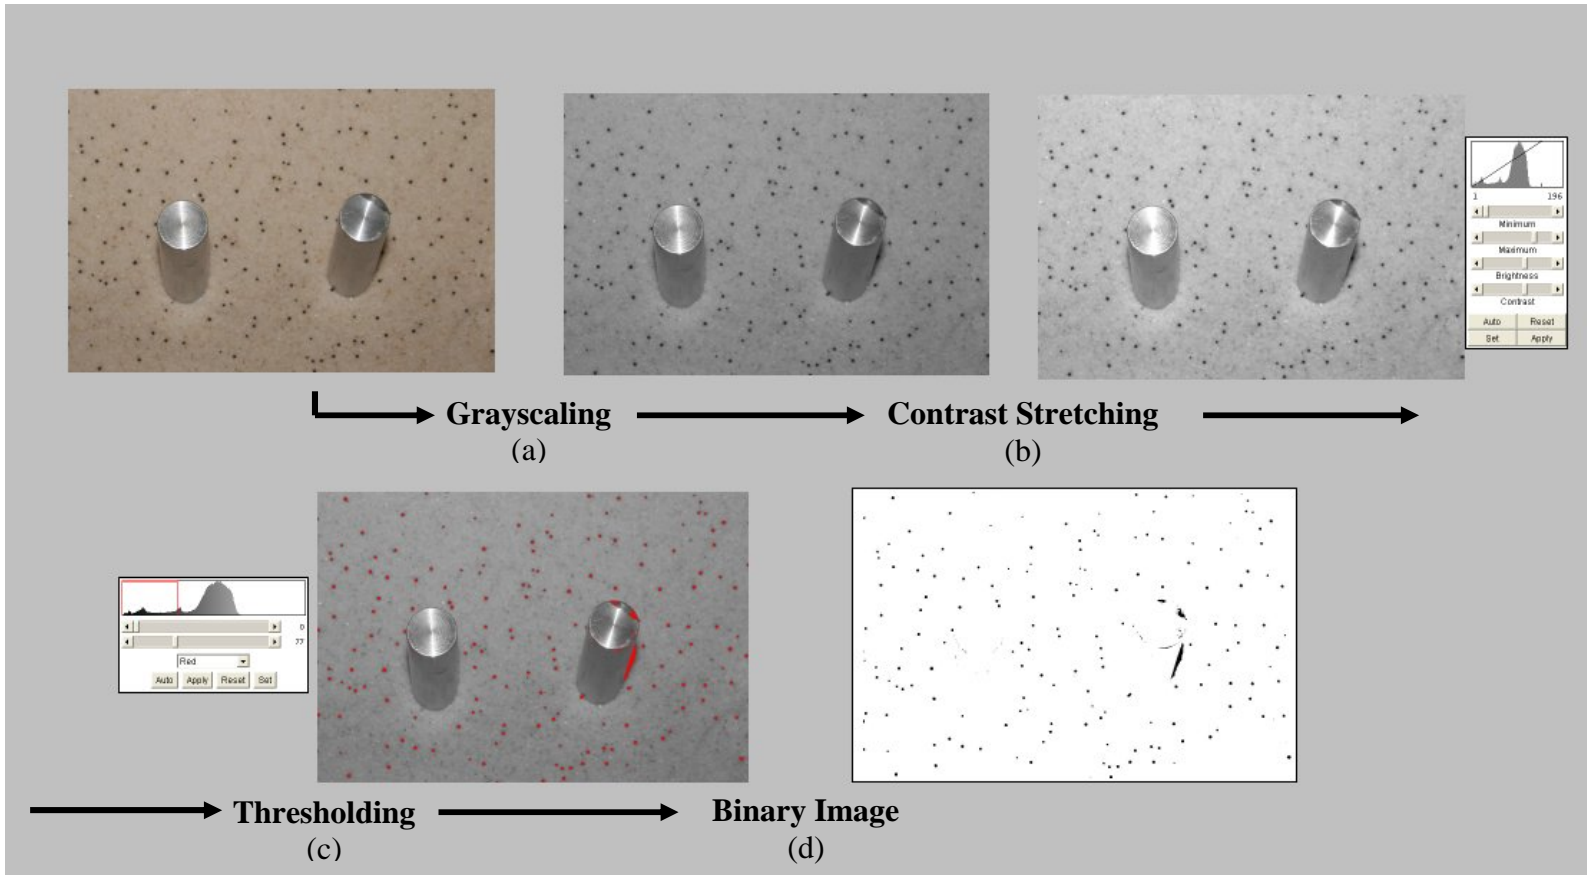 1 196
Minimum
Maximum
Brightness
Contrast
Auto Reset
Set Apply
Grayscaling Contrast Stretching
(a) (b)
0
77
Red
Auto Apply Reset Set
Thresholding Binary Image
(c) (d)